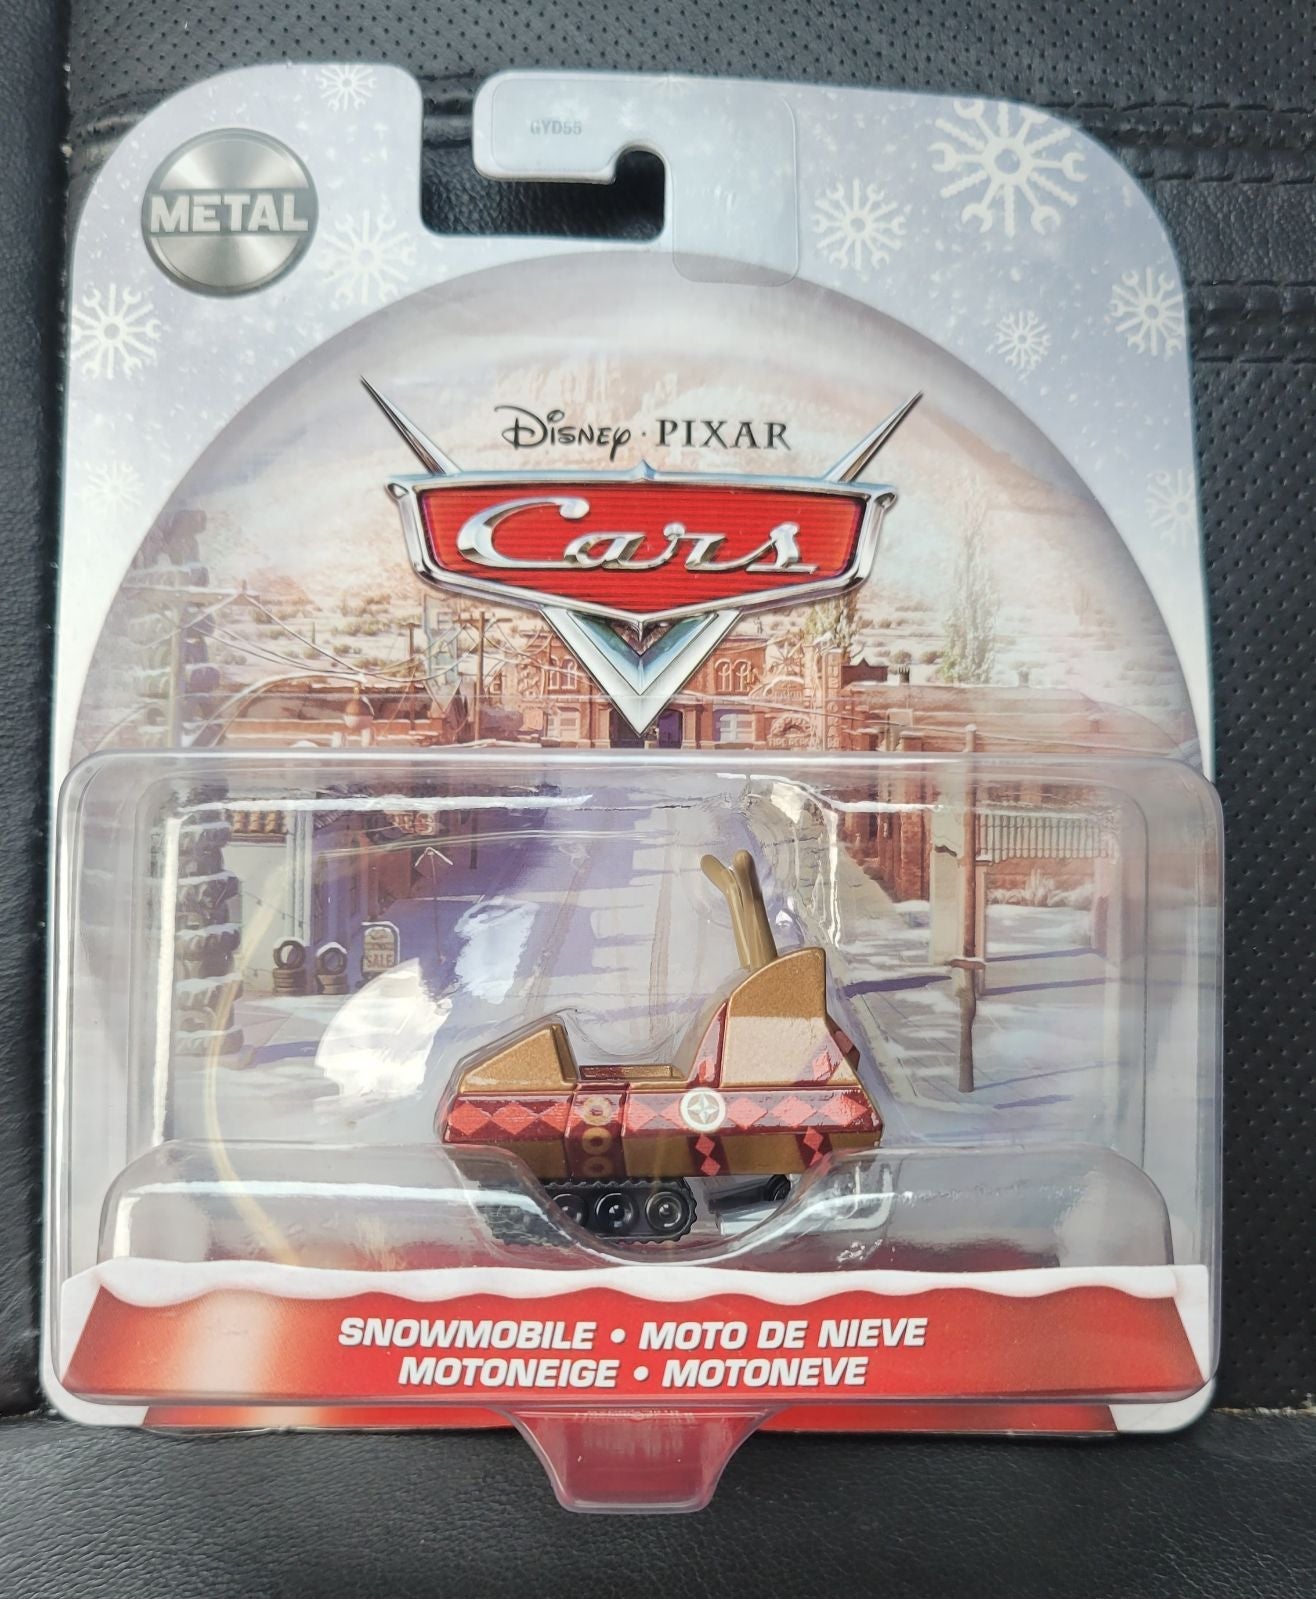 GYD55
METAL
Disney · PIXAR
Cars
SALE
SNOWMOBILE • MOTO DE NIEVE
MOTONEIGE • MOTONEVE